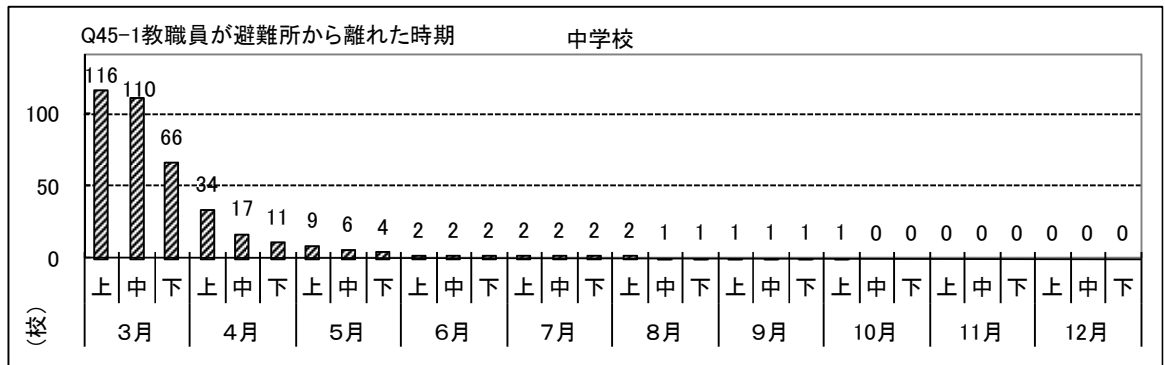 Q45-1教職員が避難所から離れた時期 中学校
116 110 66 34 17 11 9 6 4 2 2 2 2 2 2 2 1 1 1 1 1 1 0 0 0 0 0 0 0 0
100
50
0
上 中 下 上 中 下 上 中 下 上 中 下 上 中 下 上 中 下 上 中 下 上 中 下 上 中 下 上 中 下
3月 4月 5月 6月 7月 8月 9月 10月 11月 12月
(校)